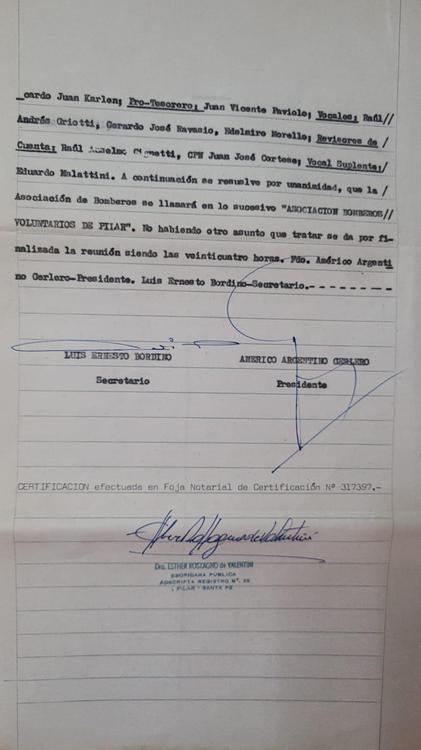 cardo Juan Karlen; Pro-Tesorero; Juan Vicente Paviolo; Vocales; Raúl//
Andrés Griotti, Gerardo José Ravasio, Edelmiro Morello; Revisores de/
Cuenta; Raúl Anselmo, CPN Juan José Cortese; Vocal Suplente;/
Eduardo Malattini. A continuación se resuelve por unanimidad, que la /
Asociación de Bomberos se llamará en lo sucesivo "ASOCIACION BOMBEROS//
VOLUNTARIOS DE PILAR". No habiendo otro asunto que tratar se da por fi-
nalizada la reunión siendo las veinticuatro horas. Fdo. Américo Argenti
no Gerlero-Presidente. Luis Ernesto Bordino-Secretario.- - - - - - - - -
LUIS ERNESTO BORDINO AMERICO ARGENTINO GERLERO
Secretario Presidente
CERTIFICACION efectuada en Foja Notarial de Certificación Nº 317397.-
Dra. ESTHER ROSTAGNO de VALENTINI
ESCRIBANA PUBLICA
ADSCRIPTA REGISTRO N°.
PILAR - SANTA FE